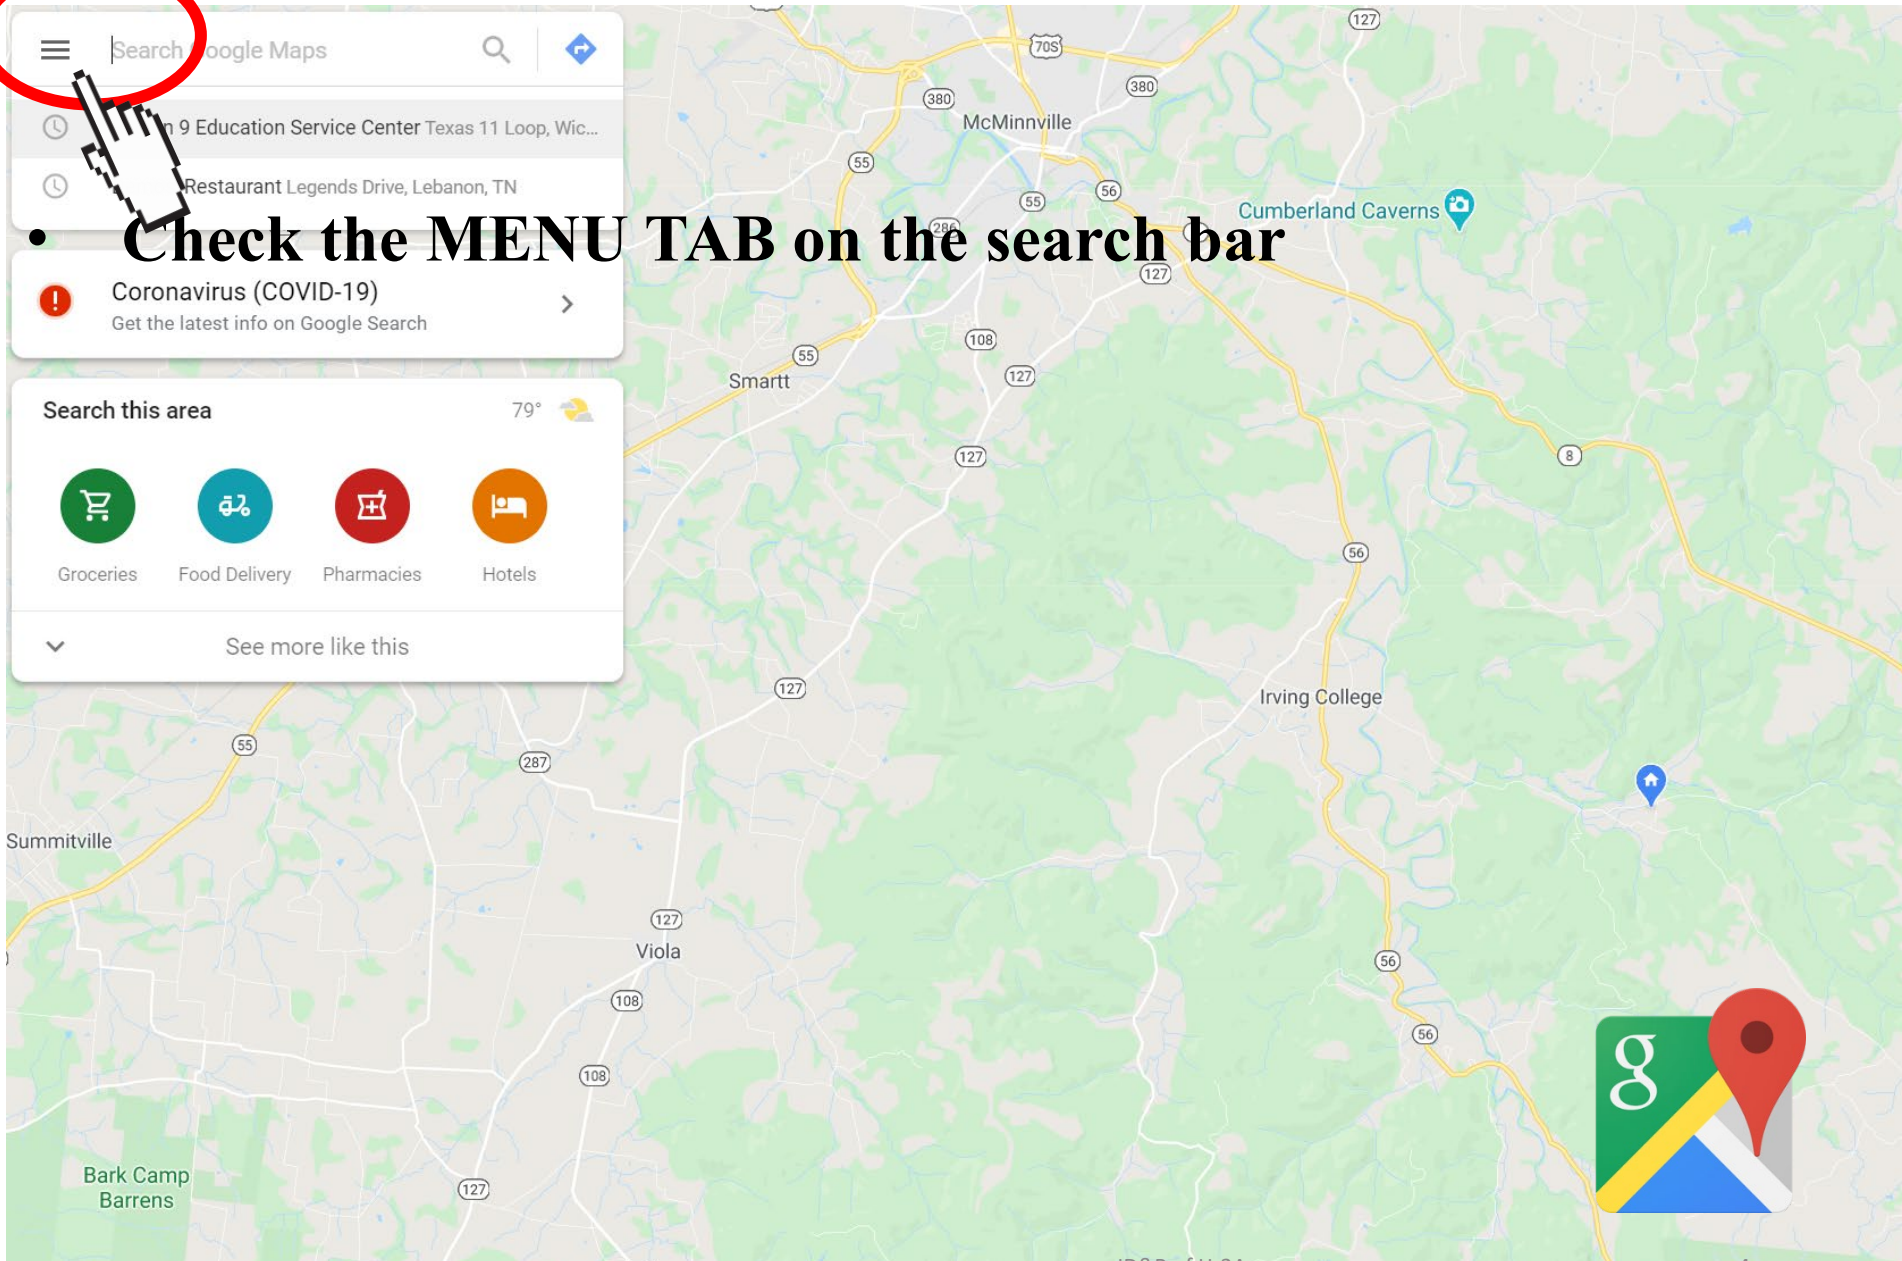 Search Google Maps
n 9 Education Service Center Texas 11 Loop, Wic...
Restaurant Legends Drive, Lebanon, TN
• Check the MENU TAB on the search bar
Coronavirus (COVID-19)
Get the latest info on Google Search
Search this area 79°
Groceries Food Delivery Pharmacies Hotels
See more like this
127
70S
380
380
McMinnville
55
56
55
Cumberland Caverns
286
127
108
55
127
Smartt
127
8
56
127
Irving College
55
287
Summitville
127
Viola
56
108
56
g
108
Bark Camp
Barrens
127